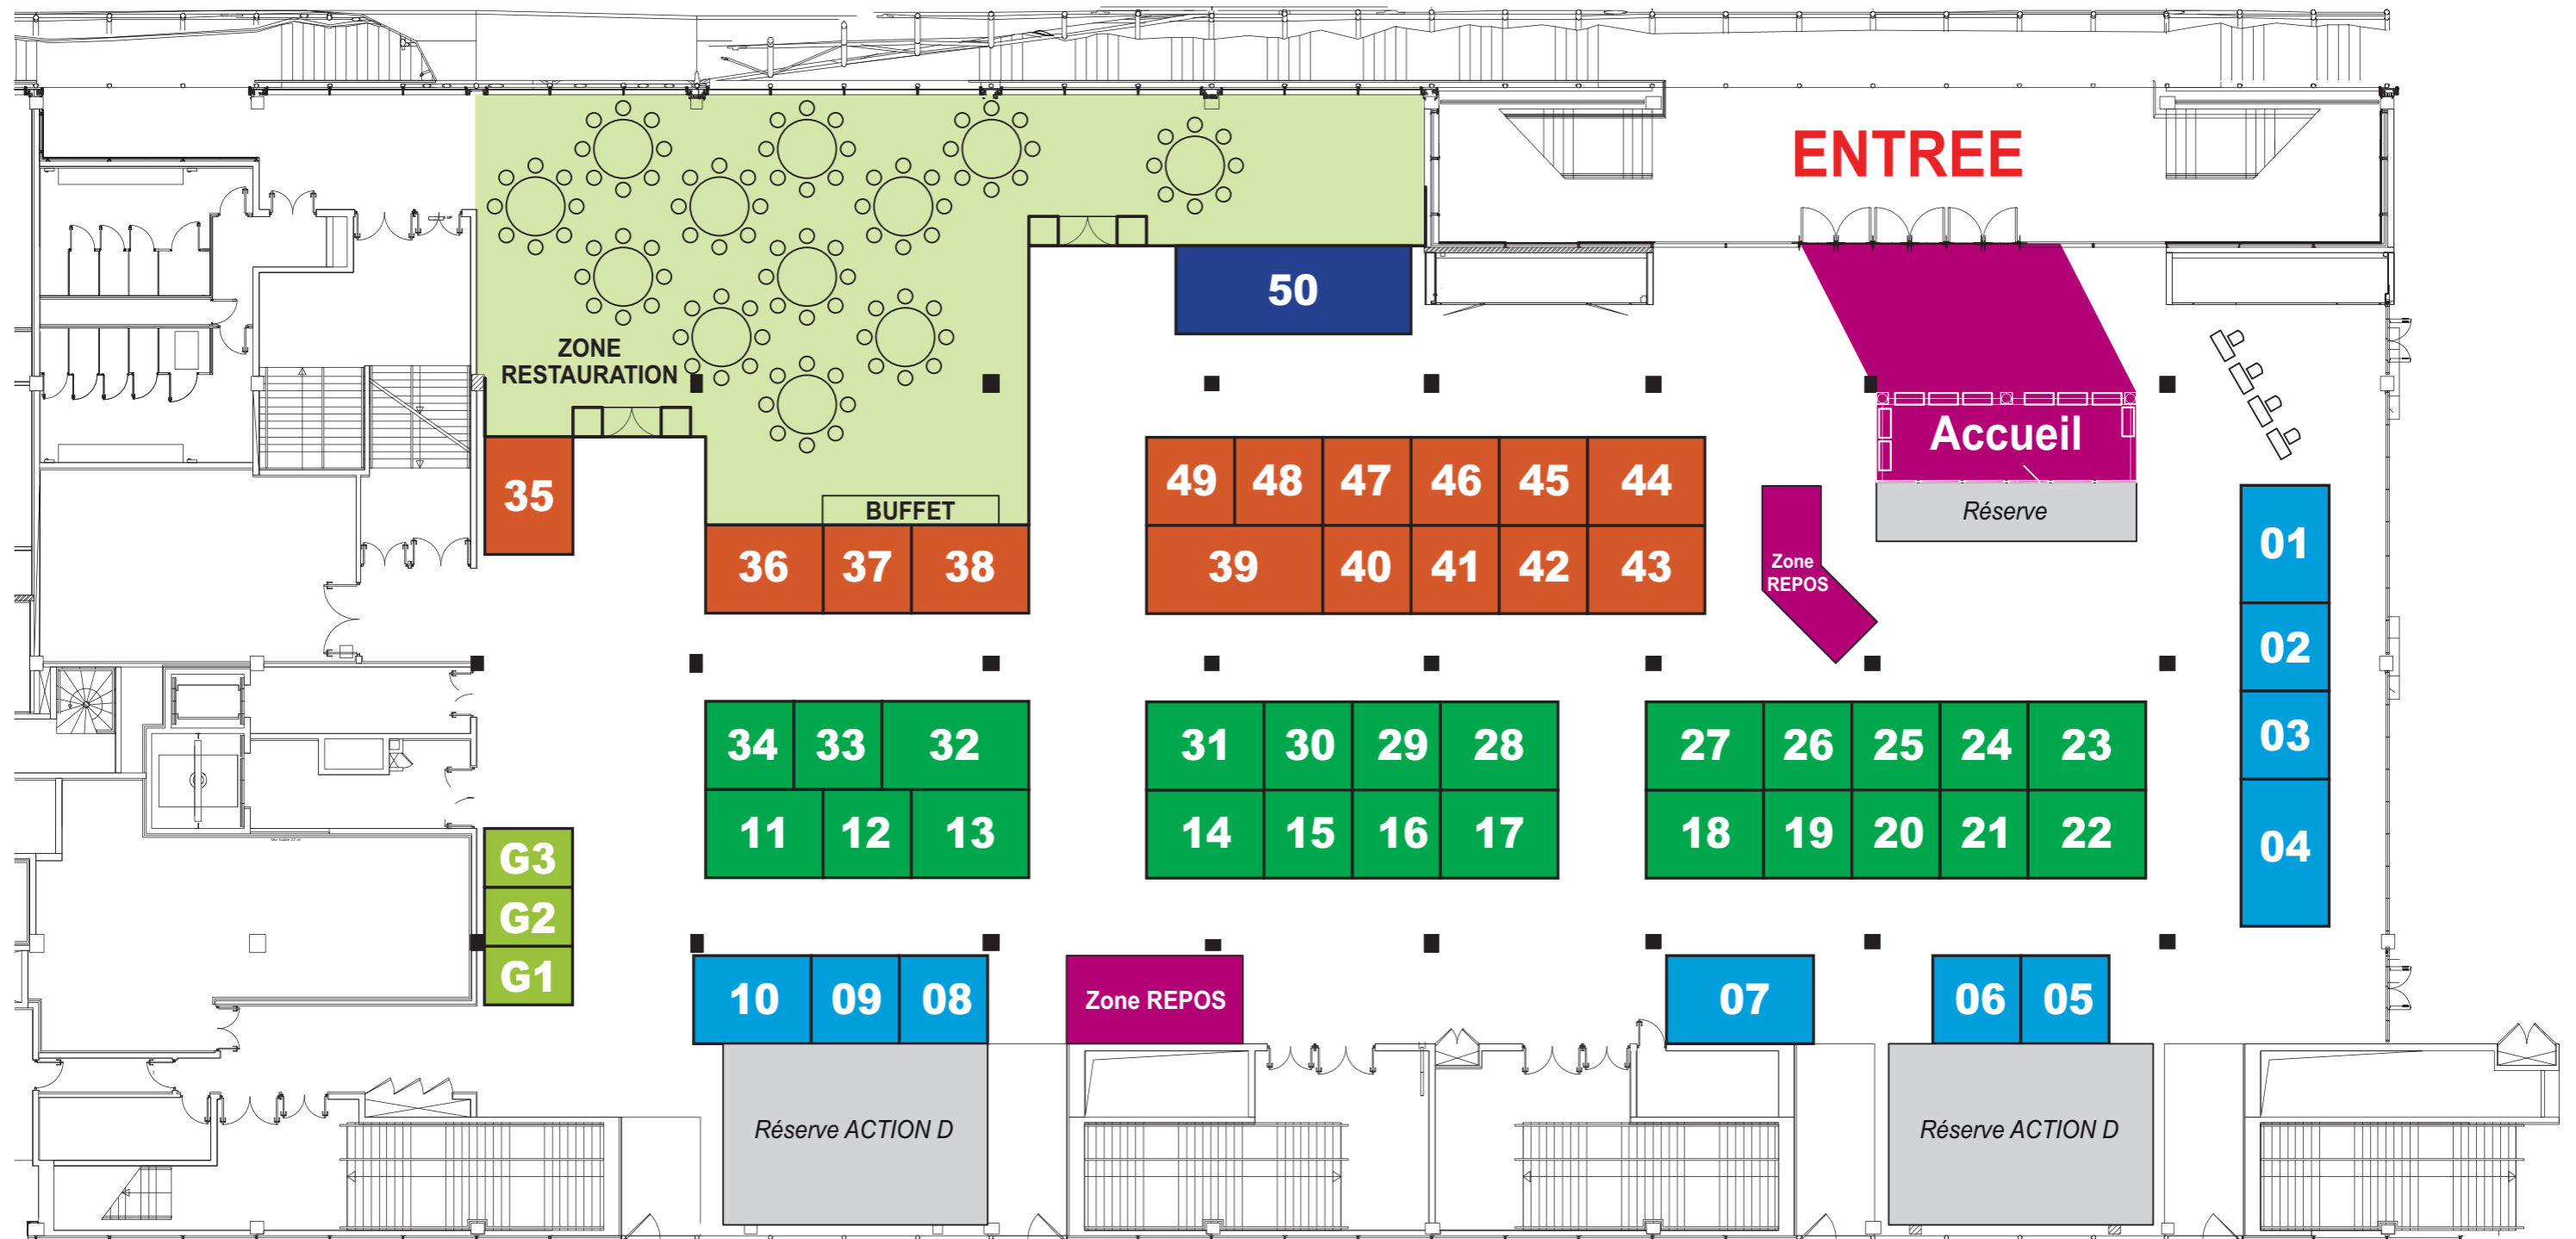 ENTREE
50
ZONE
RESTAURATION
Accueil
BUFFET
Réserve
35
49 48 47 46 45 44
36 37 38
39 40 41 42 43
Zone
REPOS
01
02
03
04
34 33 32
31 30 29 28
27 26 25 24 23
11 12 13
14 15 16 17
18 19 20 21 22
G3
G2
G1
10 09 08
Zone REPOS
07
06 05
Réserve ACTION D
Réserve ACTION D